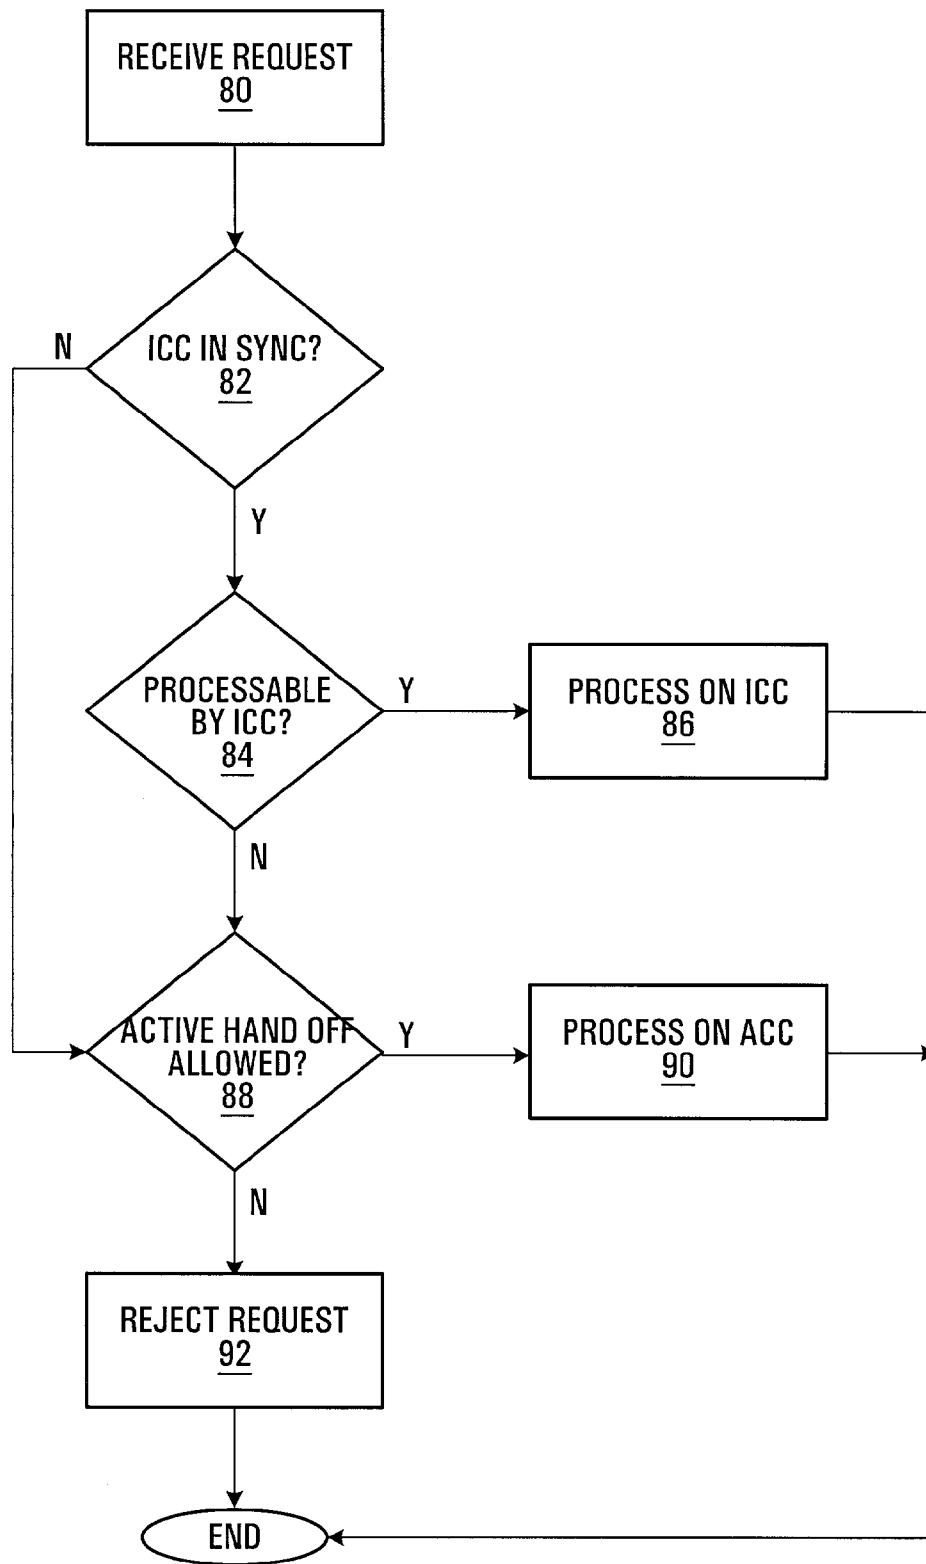 RECEIVE REQUEST
80
ICC IN SYNC?
82
N
Y
PROCESSABLE
BY ICC?
84
Y
PROCESS ON ICC
86
N
ACTIVE HAND OFF
ALLOWED?
88
Y
PROCESS ON ACC
90
N
REJECT REQUEST
92
END